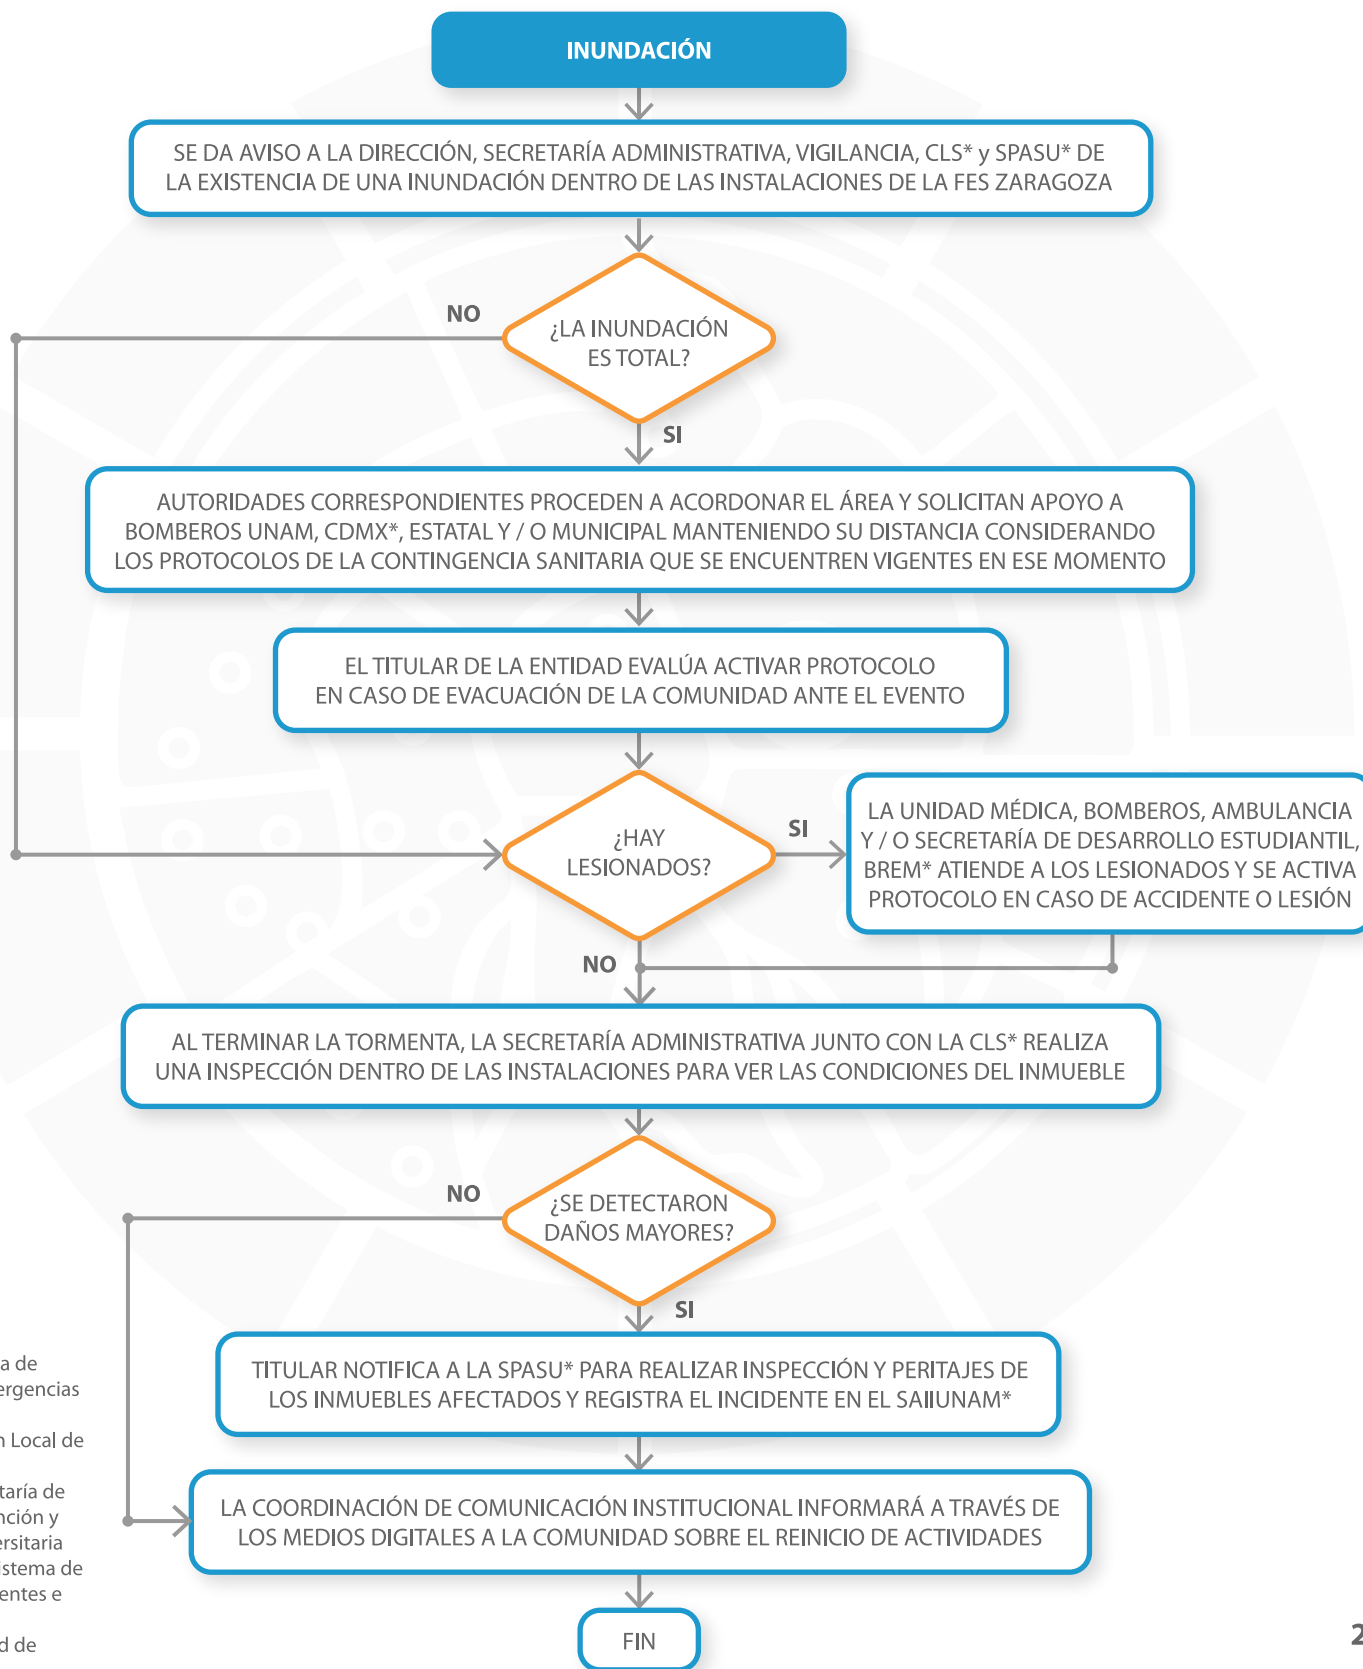 INUNDACIÓN
SE DA AVISO A LA DIRECCIÓN, SECRETARÍA ADMINISTRATIVA, VIGILANCIA, CLS* y SPASU* DE
LA EXISTENCIA DE UNA INUNDACIÓN DENTRO DE LAS INSTALACIONES DE LA FES ZARAGOZA
NO
¿LA INUNDACIÓN
ES TOTAL?
SI
AUTORIDADES CORRESPONDIENTES PROCEDEN A ACORDONAR EL ÁREA Y SOLICITAN APOYO A
BOMBEROS UNAM, CDMX*, ESTATAL Y / O MUNICIPAL MANTENIENDO SU DISTANCIA CONSIDERANDO
LOS PROTOCOLOS DE LA CONTINGENCIA SANITARIA QUE SE ENCUENTREN VIGENTES EN ESE MOMENTO
EL TITULAR DE LA ENTIDAD EVALÚA ACTIVAR PROTOCOLO
EN CASO DE EVACUACIÓN DE LA COMUNIDAD ANTE EL EVENTO
¿HAY
LESIONADOS?
SI
LA UNIDAD MÉDICA, BOMBEROS, AMBULANCIA
Y / O SECRETARÍA DE DESARROLLO ESTUDIANTIL,
BREM* ATIENDE A LOS LESIONADOS Y SE ACTIVA
PROTOCOLO EN CASO DE ACCIDENTE O LESIÓN
NO
AL TERMINAR LA TORMENTA, LA SECRETARÍA ADMINISTRATIVA JUNTO CON LA CLS* REALIZA
UNA INSPECCIÓN DENTRO DE LAS INSTALACIONES PARA VER LAS CONDICIONES DEL INMUEBLE
NO
¿SE DETECTARON
DAÑOS MAYORES?
SI
TITULAR NOTIFICA A LA SPASU* PARA REALIZAR INSPECCIÓN Y PERITAJES DE
LOS INMUEBLES AFECTADOS Y REGISTRA EL INCIDENTE EN EL SAIIUNAM*
LA COORDINACIÓN DE COMUNICACIÓN INSTITUCIONAL INFORMARÁ A TRAVÉS DE
LOS MEDIOS DIGITALES A LA COMUNIDAD SOBRE EL REINICIO DE ACTIVIDADES
FIN
de
Local de
de
y
de
e
de
2